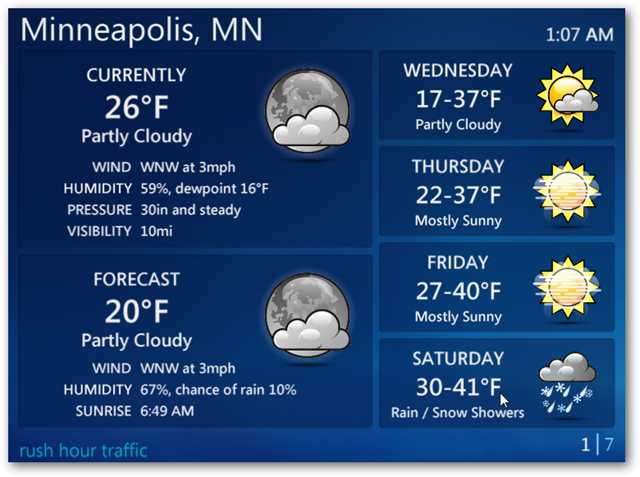 Minneapolis, MN
1:07 AM
CURRENTLY
26°F
Partly Cloudy
WIND WNW at 3mph
HUMIDITY 59%, dewpoint 16°F
PRESSURE 30in and steady
VISIBILITY 10mi
FORECAST
20°F
Partly Cloudy
WIND WNW at 3mph
HUMIDITY 67%, chance of rain 10%
SUNRISE 6:49 AM
WEDNESDAY
17-37°F
Partly Cloudy
THURSDAY
22-37°F
Mostly Sunny
FRIDAY
27-40°F
Mostly Sunny
SATURDAY
30-41°F
Rain / Snow Showers
rush hour traffic
1|7